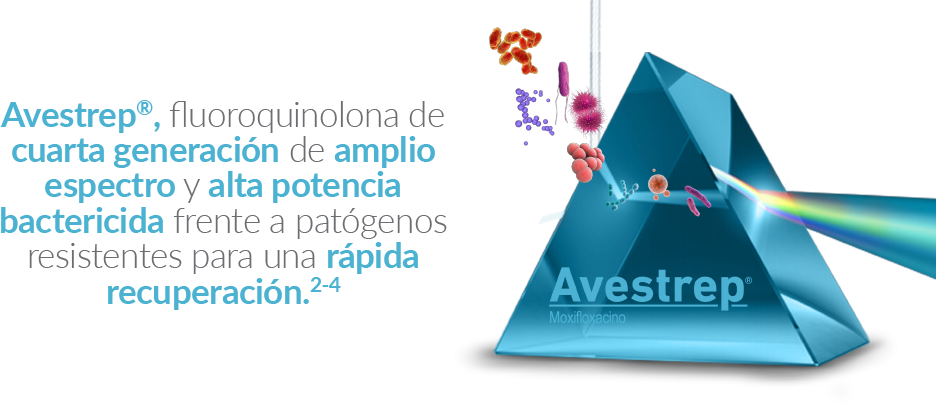 Avestrep®, fluoroquinolona de
cuarta generación de amplio
espectro y alta potencia
bactericida frente a patógenos
resistentes para una rápida
recuperación.2-4
Avestrep®
Moxifloxacino